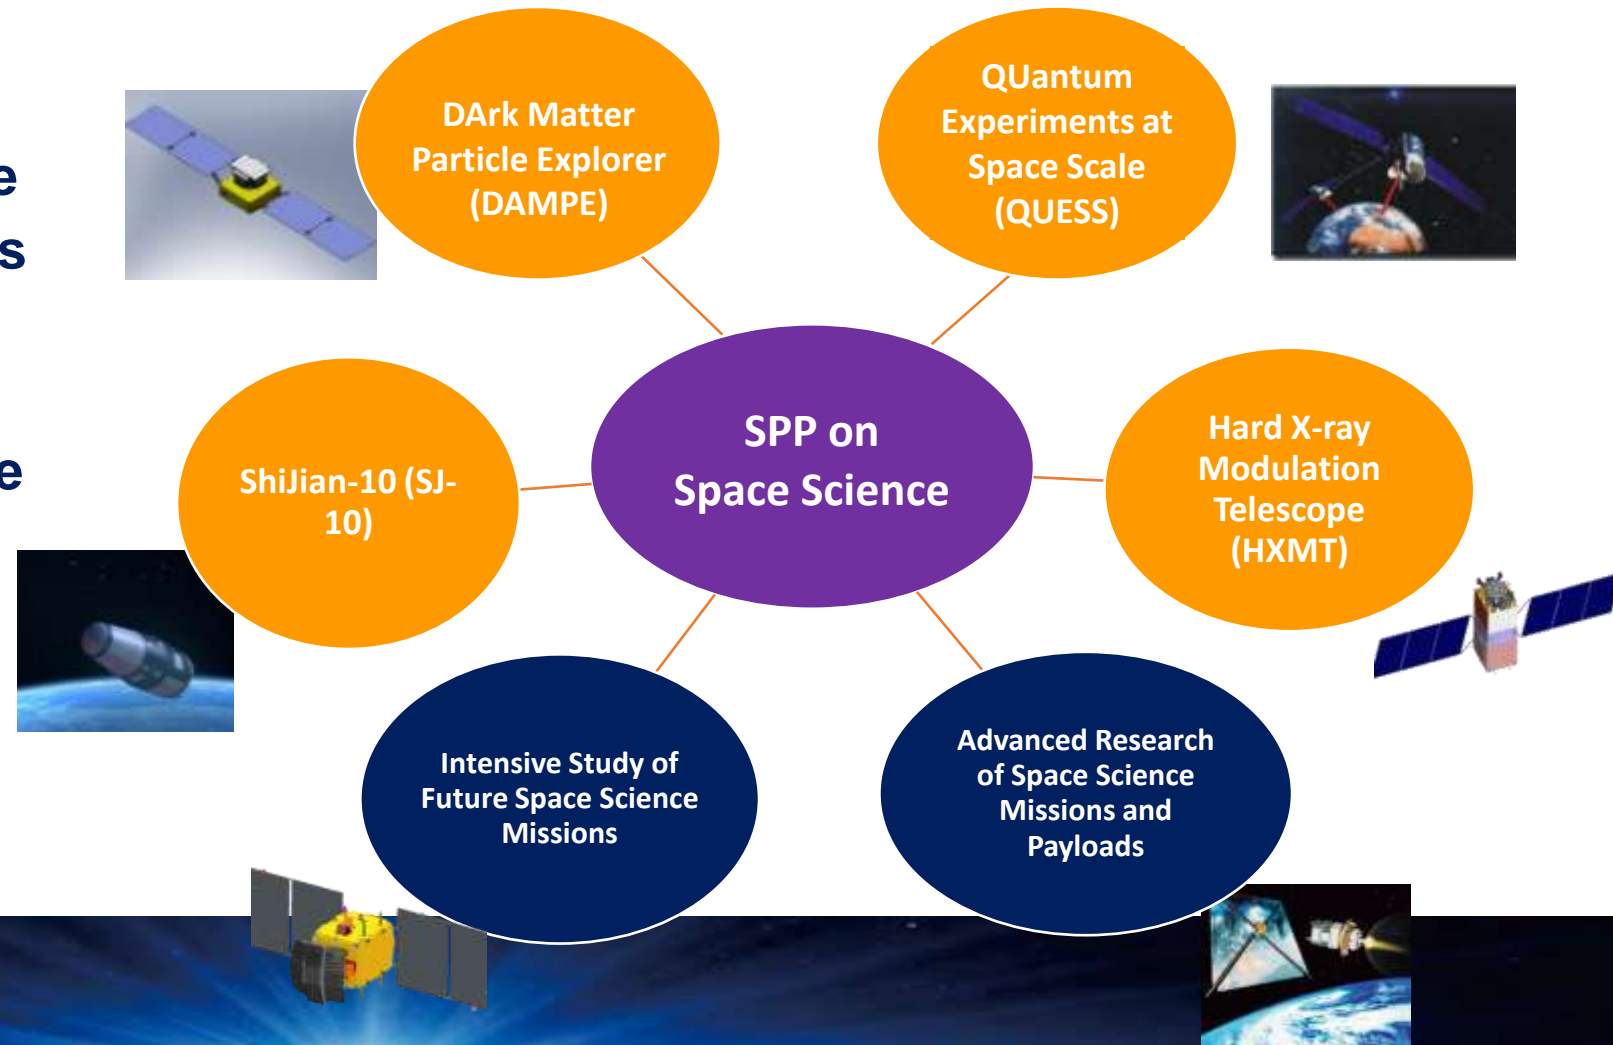 DArk Matter
Particle Explorer
(DAMPE)
QUantum
Experiments at
Space Scale
(QUESS)
e
s
SPP on
Space Science
Hard X-ray
Modulation
Telescope
(HXMT)
ShiJian-10 (SJ-
10)
e
Intensive Study of
Future Space Science
Missions
Advanced Research
of Space Science
Missions and
Payloads